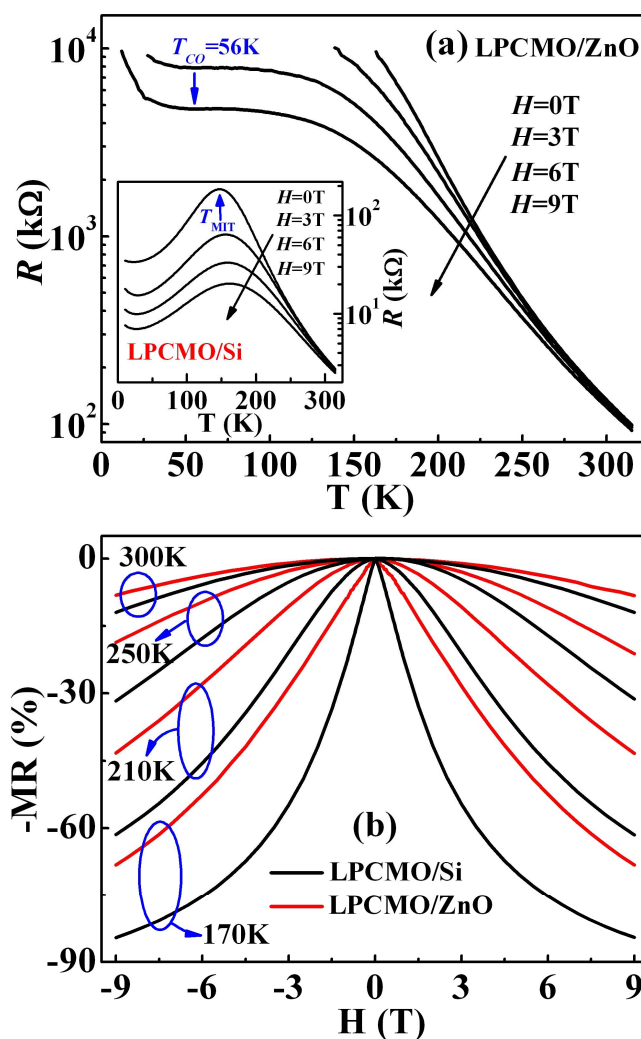 (a) LPCMO/ZnO
T_CO=56K
H=0T
H=3T
H=6T
H=9T
R (kΩ)
10^4
10^3
10^2
0 50 100 150 200 250 300
T (K)
T_MIT
H=0T
H=3T
H=6T
H=9T
LPCMO/Si
10^2
10^1
R (kΩ)
0 100 200 300
T (K)
-MR (%)
0
-30
-60
-90
300K
250K
210K
170K
(b)
LPCMO/Si
LPCMO/ZnO
-9 -6 -3 0 3 6 9
H (T)